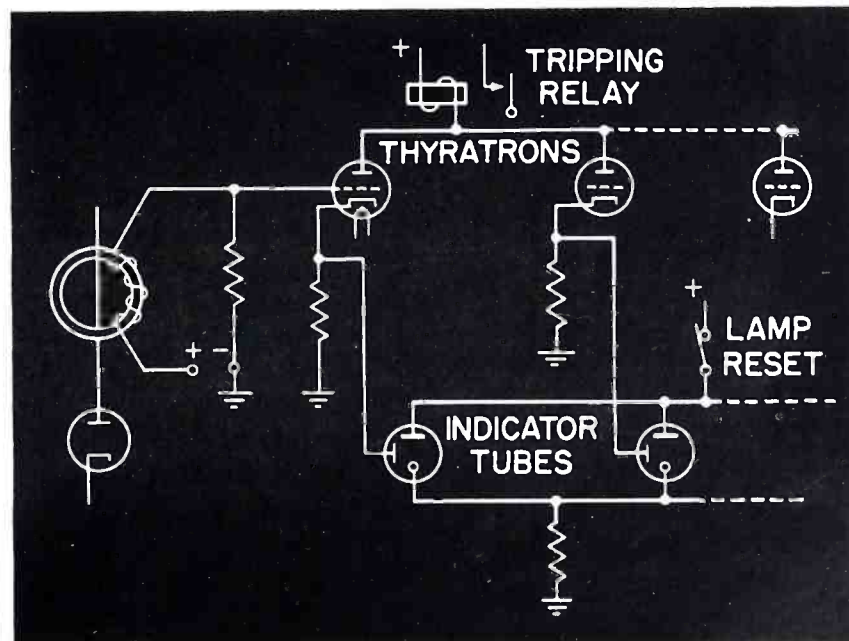 +
TRIPPING
RELAY
THYRATRONS
+ -
+
LAMP
RESET
INDICATOR
TUBES